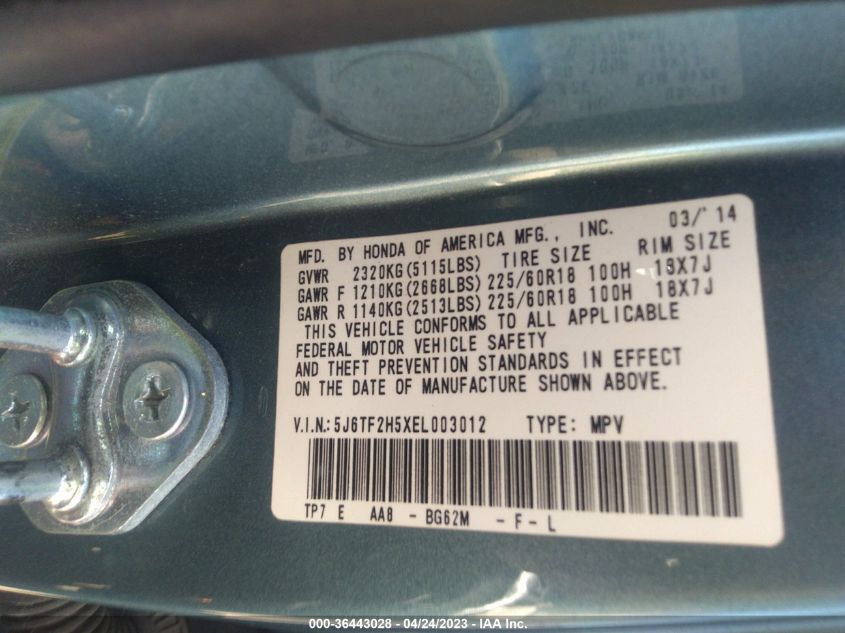 MFD. BY HONDA OF AMERICA MFG., INC. 03/'14
GVWR 2320KG(5115LBS) TIRE SIZE RIM SIZE
GAWR F 1210KG(2668LBS) 225/60R18 100H 18X7J
GAWR R 1140KG(2513LBS) 225/60R18 100H 18X7J
THIS VEHICLE CONFORMS TO ALL APPLICABLE
FEDERAL MOTOR VEHICLE SAFETY
AND THEFT PREVENTION STANDARDS IN EFFECT
ON THE DATE OF MANUFACTURE SHOWN ABOVE.
V.I.N.: 5J6TF2H5XEL003012 TYPE: MPV
TP7 E AA8 - BG62M - F - L
000-36443028 - 04/24/2023 - IAA Inc.